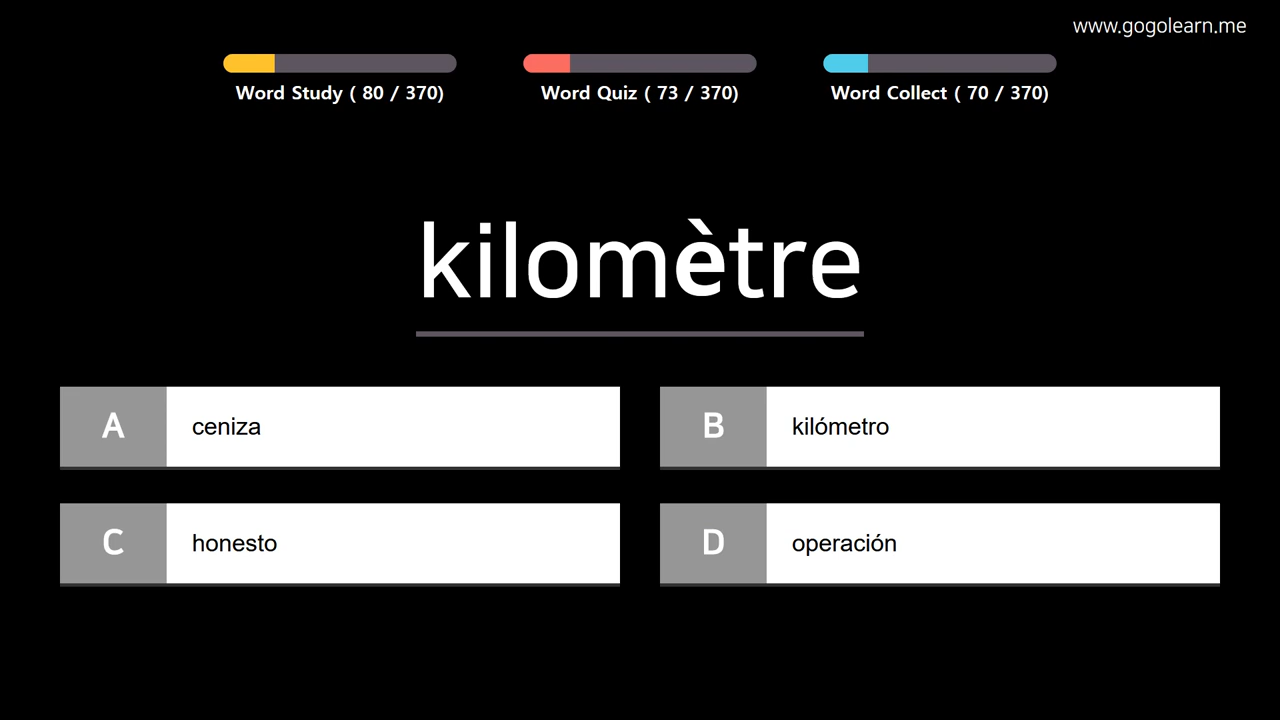 www.gogolearn.me
Word Study ( 80 / 370)
Word Quiz ( 73 / 370)
Word Collect ( 70 / 370)
kilomètre
A ceniza
B kilómetro
C honesto
D operación